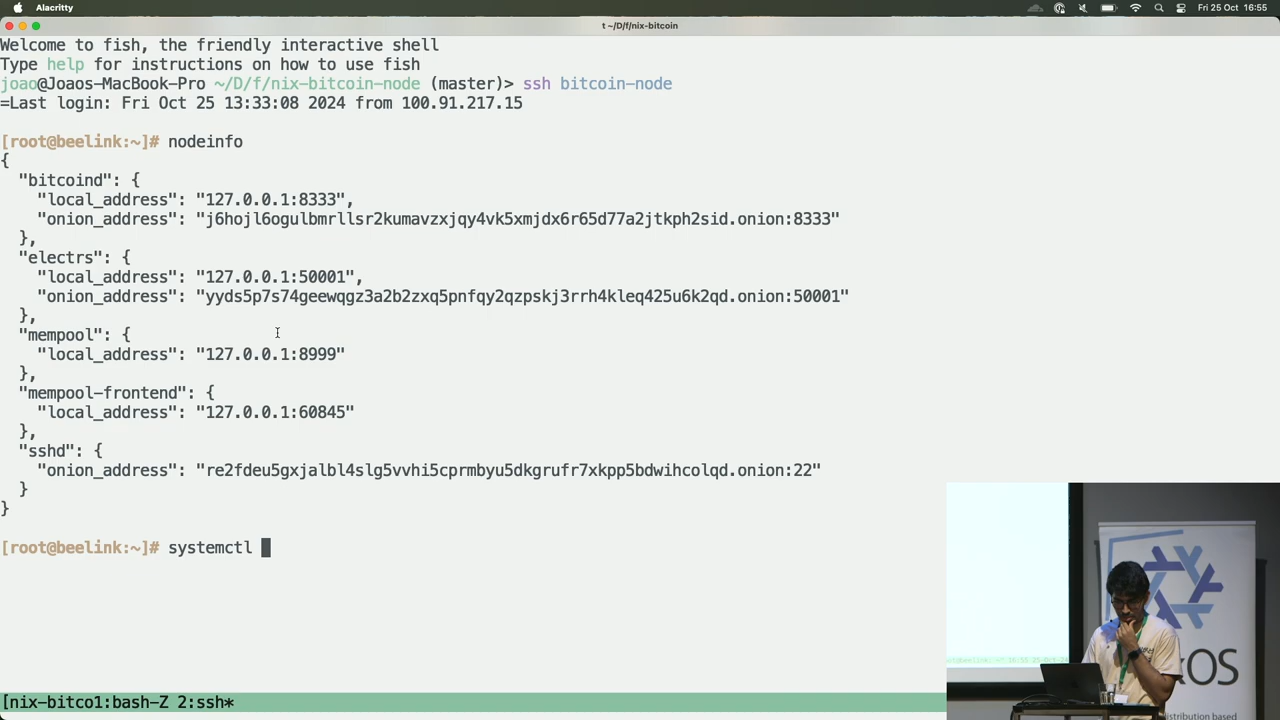 Alacritty
Fri 25 Oct 16:55
t ~/D/f/nix-bitcoin
Welcome to fish, the friendly interactive shell
Type help for instructions on how to use fish
joao@Joaos-MacBook-Pro ~/D/f/nix-bitcoin-node (master)> ssh bitcoin-node
=Last login: Fri Oct 25 13:33:08 2024 from 100.91.217.15
[root@beelink:~]# nodeinfo
{
"bitcoind": {
"local_address": "127.0.0.1:8333",
"onion_address": "j6hojl6ogulbmrllsr2kumavzxjqy4vk5xmjdx6r65d77a2jtkph2sid.onion:8333"
},
"electrs": {
"local_address": "127.0.0.1:50001",
"onion_address": "yyds5p7s74geewqgz3a2b2zxq5pnfqy2qzpskj3rrh4kleq425u6k2qd.onion:50001"
},
"mempool": {
"local_address": "127.0.0.1:8999"
},
"mempool-frontend": {
"local_address": "127.0.0.1:60845"
},
"sshd": {
"onion_address": "re2fdeu5gxjalbl4slg5vvhi5cprmbyu5dkgrufr7xkpp5bdwihcolqd.onion:22"
}
}
[root@beelink:~]# systemctl
[nix-bitco1:bash-Z 2:ssh*
OS
distribution based